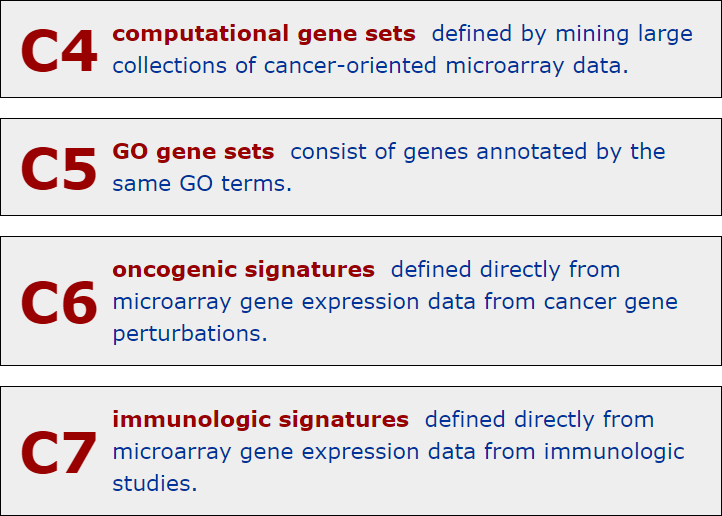 C4
computational gene sets defined by mining large
collections of cancer-oriented microarray data.
C5
GO gene sets consist of genes annotated by the
same GO terms.
C6
oncogenic signatures defined directly from
microarray gene expression data from cancer gene
perturbations.
C7
immunologic signatures defined directly from
microarray gene expression data from immunologic
studies.